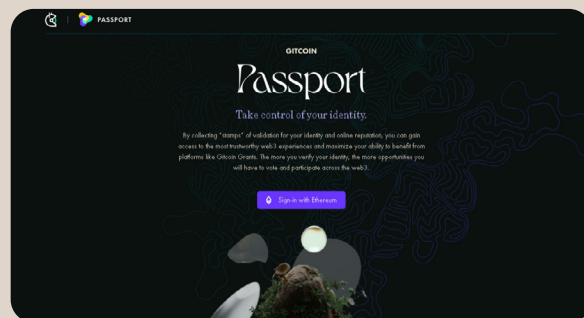 PASSPORT
GITCOIN
Passport
Take control of your identity.
By collecting "stamps" of validation for your identity and online reputation, you can gain
access to the most trustworthy web3 experiences and maximize your ability to benefit from
platforms like Gitcoin Grants. The more you verify your identity, the more opportunities you
will have to vote and participate across the web3.
Sign-in with Ethereum